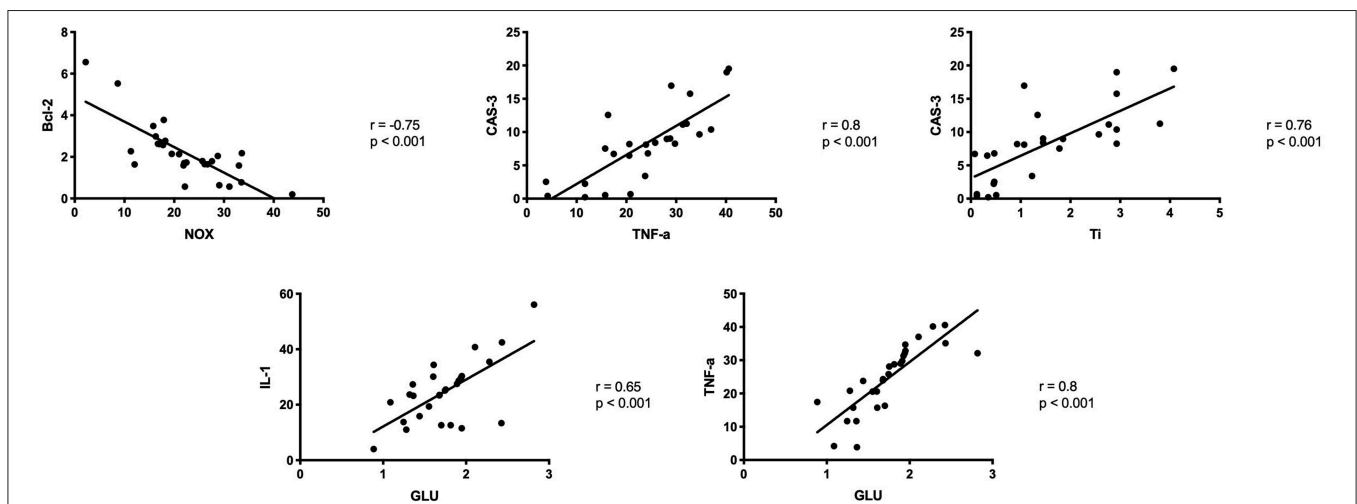 Bcl-2
8
6
4
2
0
0 10 20 30 40 50
NOX
r = -0.75
p < 0.001
CAS-3
25
20
15
10
5
0
0 10 20 30 40 50
TNF-a
r = 0.8
p < 0.001
CAS-3
25
20
15
10
5
0
0 1 2 3 4 5
Ti
r = 0.76
p < 0.001
IL-1
60
40
20
0
0 1 2 3
GLU
r = 0.65
p < 0.001
TNF-a
50
40
30
20
10
0
0 1 2 3
GLU
r = 0.8
p < 0.001